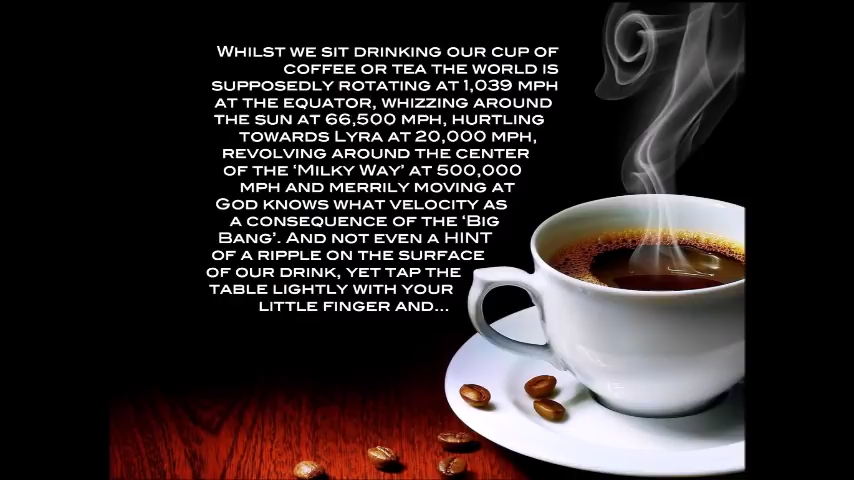 Whilst we sit drinking our cup of
coffee or tea the world is
supposedly rotating at 1,039 mph
at the equator, whizzing around
the sun at 66,500 mph, hurtling
towards Lyra at 20,000 mph,
revolving around the center
of the ‘Milky Way’ at 500,000
mph and merrily moving at
God knows what velocity as
a consequence of the ‘Big
Bang’. And not even a HINT
of a ripple on the surface
of our drink, yet tap the
table lightly with your
little finger and...